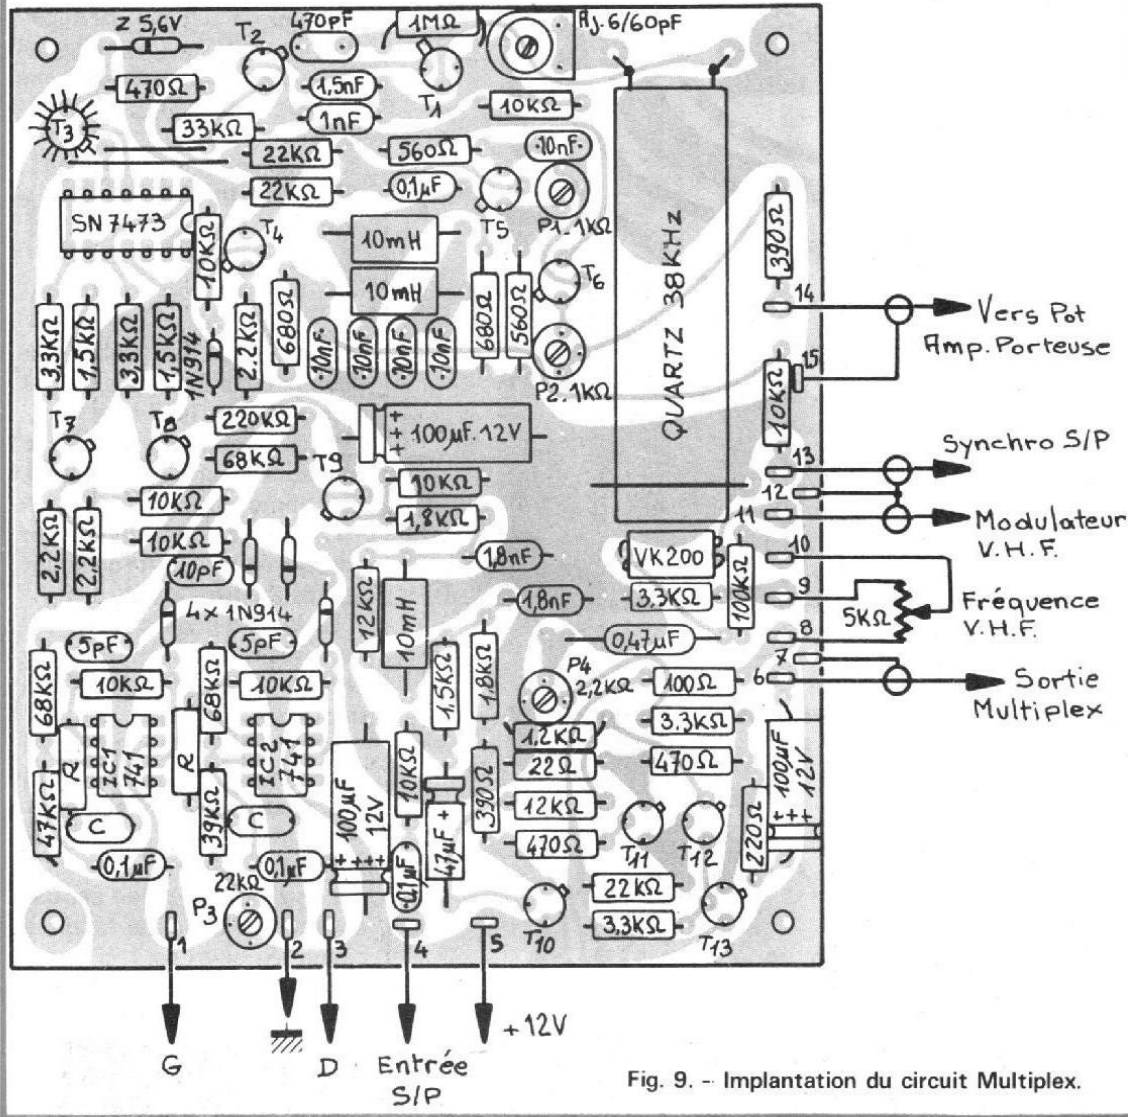 Z 5,6V
T2
470pF
1MΩ
Aj. 6/60pF
470Ω
1,5nF
T1
10KΩ
T3
33KΩ
1nF
22KΩ
560Ω
10nF
22KΩ
0,1µF
T5
P1_1KΩ
SN 7473
10KΩ
T4
10mH
10mH
T6
QUARTZ 38KHz
390Ω
14
Vers Pot
Amp. Porteuse
15
3,3KΩ
1,5KΩ
3,3KΩ
1,5KΩ
1N914
2.2KΩ
680Ω
10nF
10nF
10nF
10nF
680Ω
560Ω
P2_1KΩ
10KΩ
T7
T8
220KΩ
68KΩ
T9
+++
100µF.12V
13
Synchro S/P
12
10KΩ
10KΩ
1,8KΩ
11
Modulateur
V.H.F.
2,2KΩ
2.2KΩ
10KΩ
10pF
1,8nF
VK200
100KΩ
10
4 x 1N914
12KΩ
10mH
1,8nF
3.3KΩ
9
5KΩ
Fréquence
V.H.F.
5pF
5pF
0,47µF
8
7
68KΩ
10KΩ
68KΩ
10KΩ
1,5KΩ
1,8KΩ
P4
2,2KΩ
100Ω
6
Sortie
Multiplex
R
IC1
741
R
IC2
741
1,2KΩ
3.3KΩ
22Ω
470Ω
100µF
12V
+++
47KΩ
C
39KΩ
C
100µF
12V
++++
10KΩ
47µF +
390Ω
12KΩ
470Ω
T11
T12
220Ω
0,1µF
0,1µF
0,1µF
22KΩ
22KΩ
P3
T10
3,3KΩ
T13
1
2
3
4
5
G
D
Entrée
S/P
+12V
Fig. 9. - Implantation du circuit Multiplex.